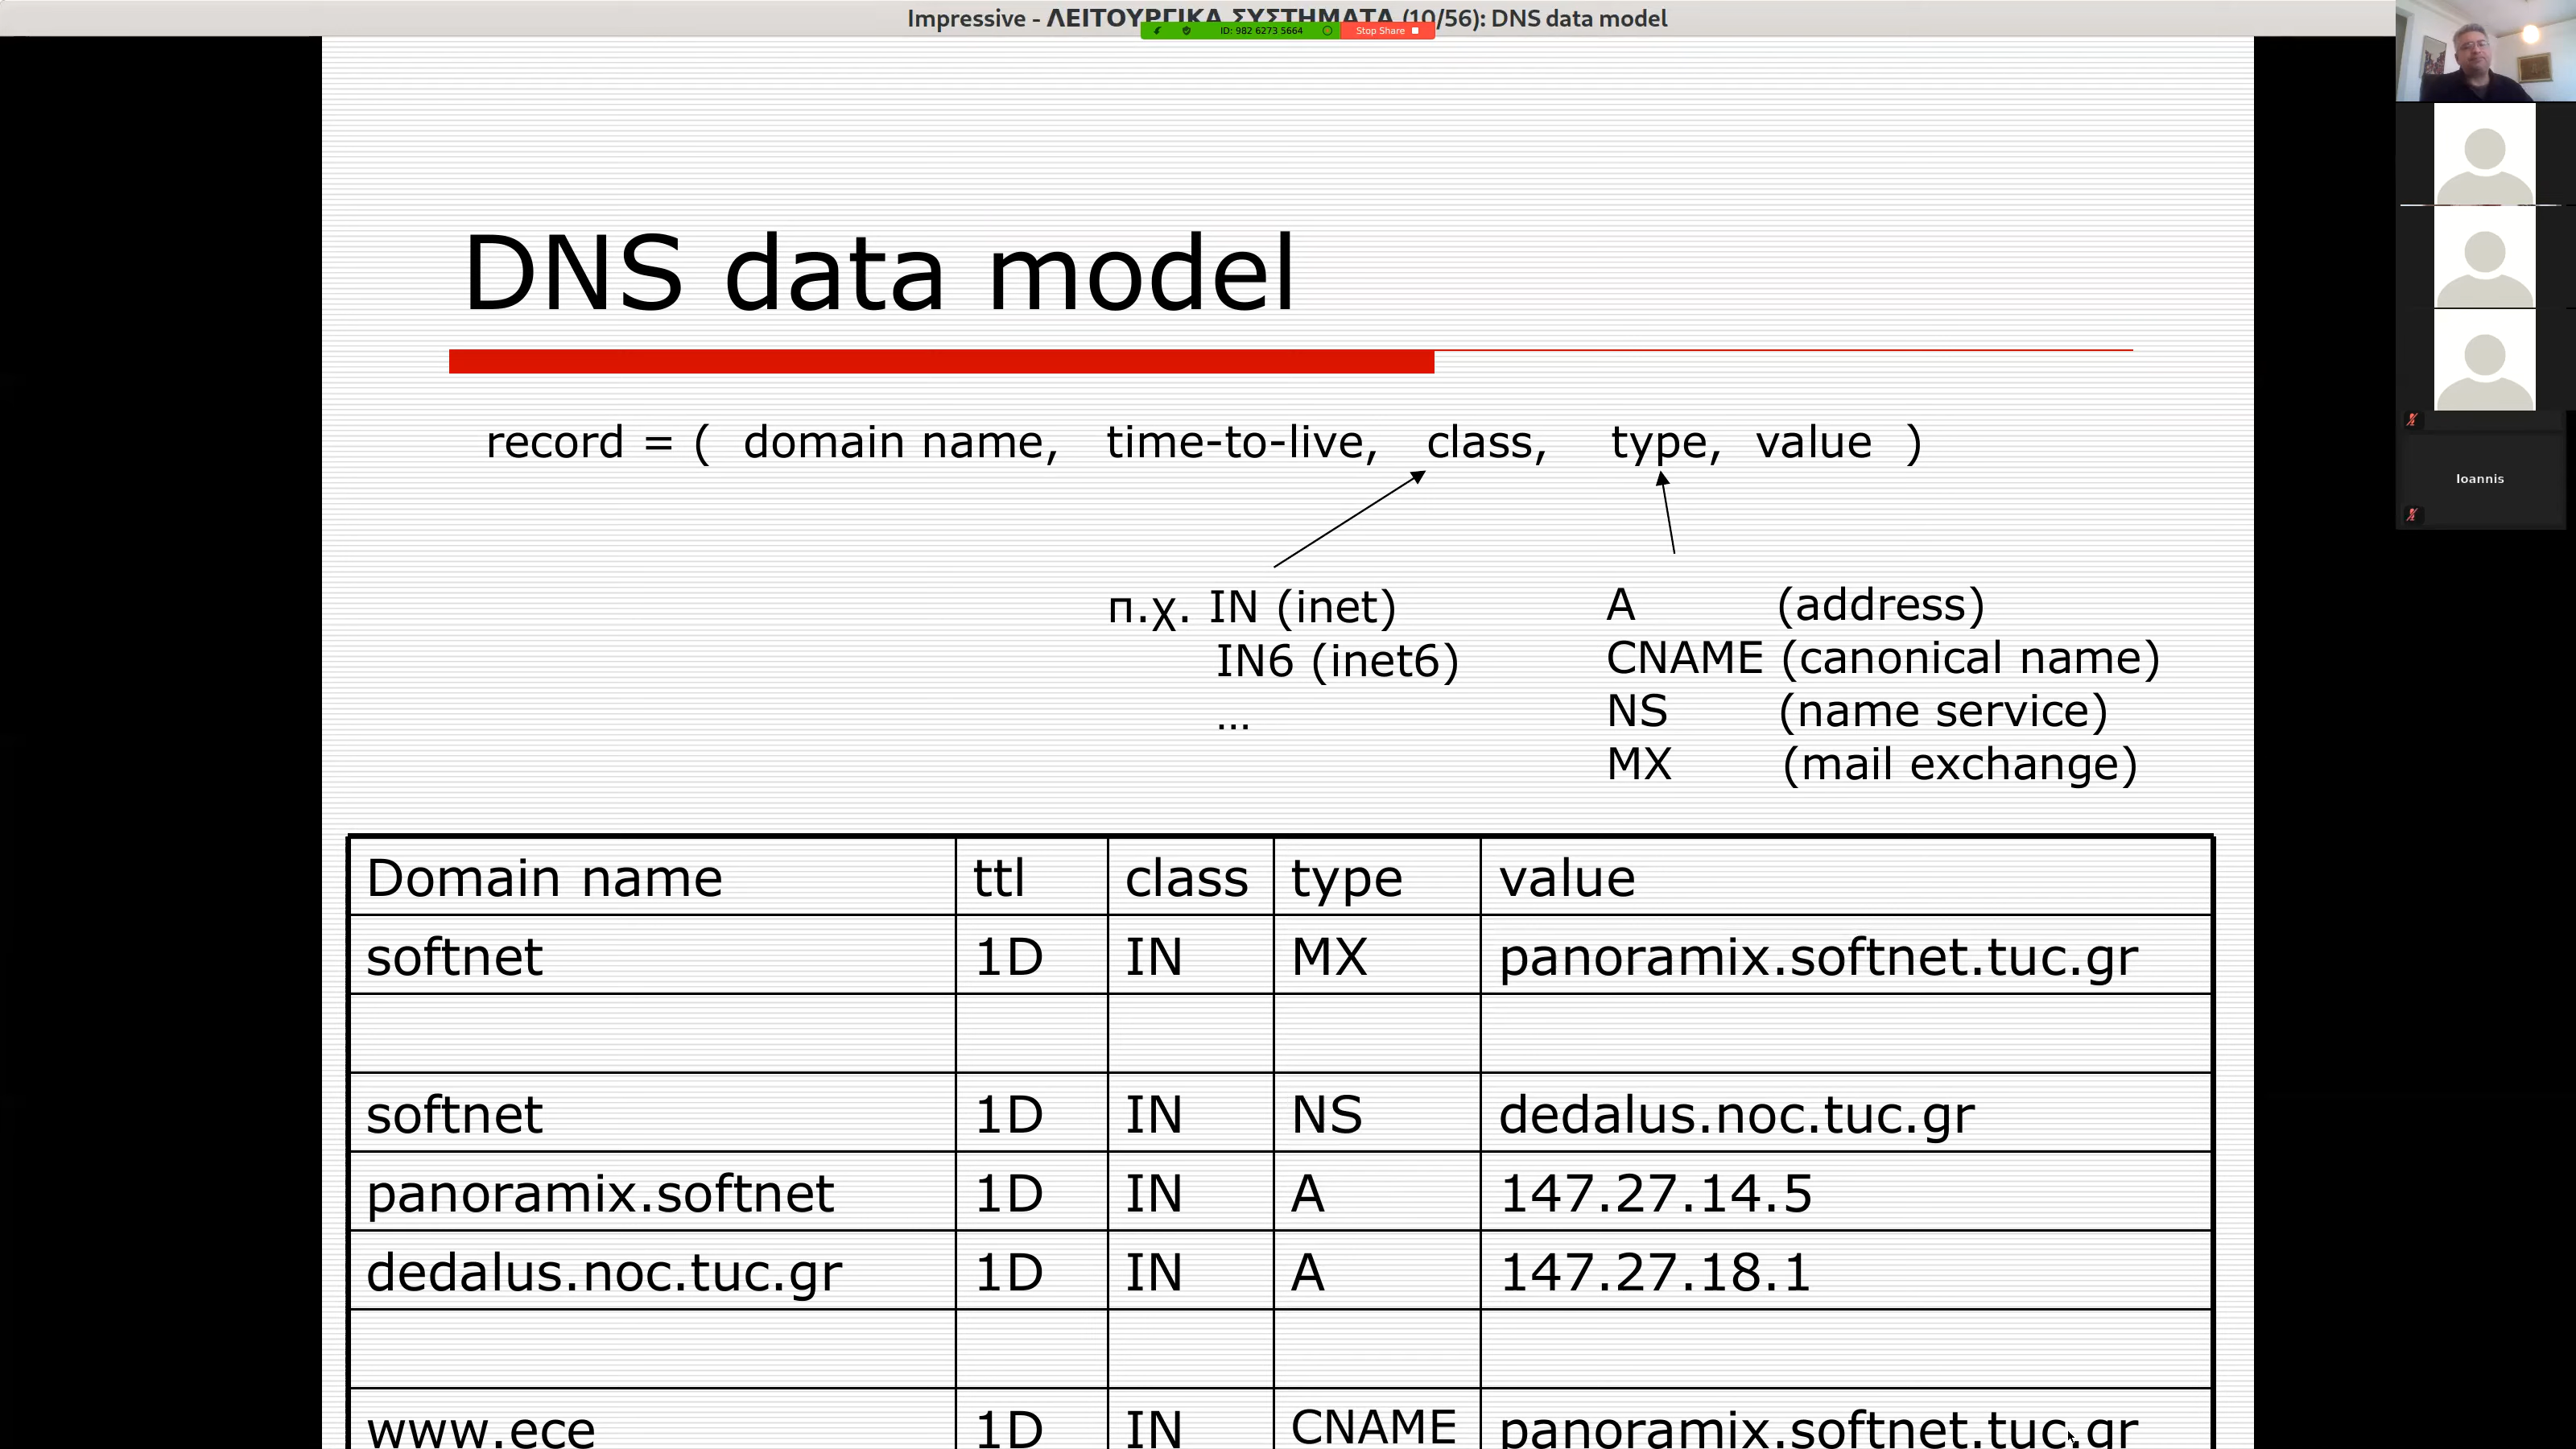 Impressive - ΛΕΙΤΟΥΡΓΙΚΑ ΣΥΣΤΗΜΑΤΑ (10/56): DNS data model
ID: 982 6273 5664 Stop Share
DNS data model
record = ( domain name, time-to-live, class, type, value )
π.χ. IN (inet)
IN6 (inet6)
...
A (address)
CNAME (canonical name)
NS (name service)
MX (mail exchange)
Domain name ttl class type value
softnet 1D IN MX panoramix.softnet.tuc.gr
softnet 1D IN NS dedalus.noc.tuc.gr
panoramix.softnet 1D IN A 147.27.14.5
dedalus.noc.tuc.gr 1D IN A 147.27.18.1
www.ece 1D IN CNAME panoramix.softnet.tuc.gr
Ioannis